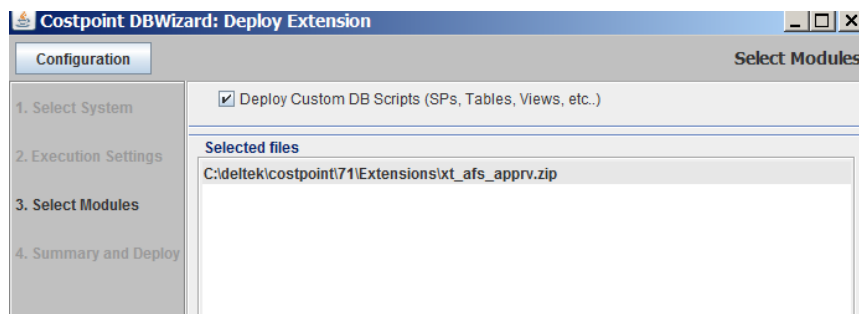 Costpoint DBWizard: Deploy Extension
Configuration
Select Modules
1. Select System
2. Execution Settings
3. Select Modules
4. Summary and Deploy
Deploy Custom DB Scripts (SPs, Tables, Views, etc..)
Selected files
C:\deltek\costpoint\71\Extensions\xt_afs_apprv.zip